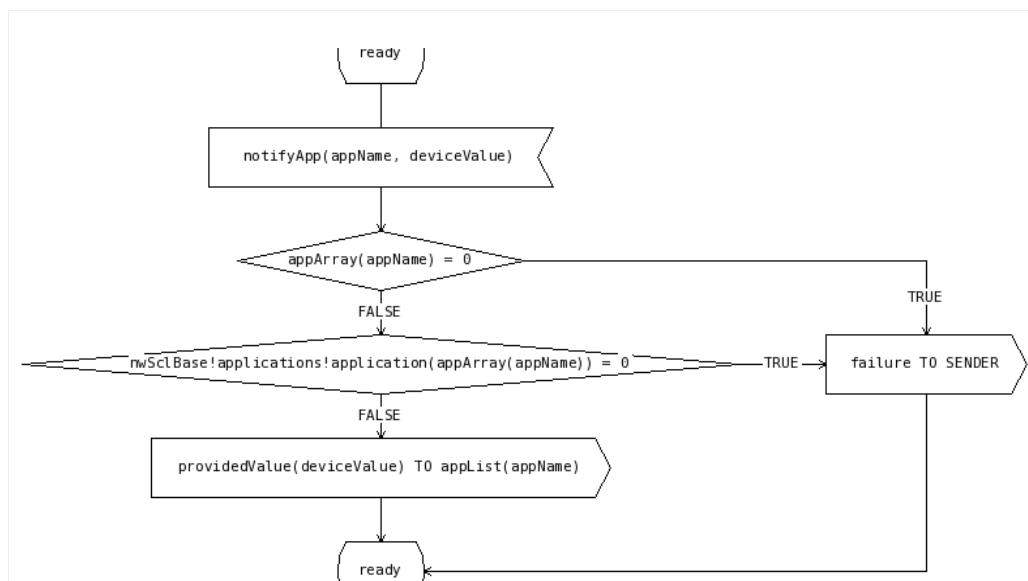 ready
notifyApp(appName, deviceValue)
appArray(appName) = 0
TRUE
FALSE
nwSclBase!applications!application(appArray(appName)) = 0
TRUE
failure TO SENDER
FALSE
providedValue(deviceValue) TO appList(appName)
ready